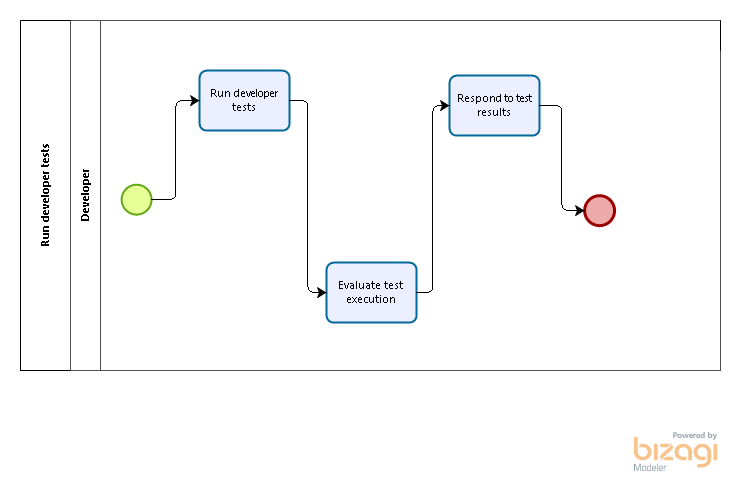 Run developer tests
Developer
Run developer
tests
Evaluate test
execution
Respond to test
results
Powered by
bizagi
Modeler